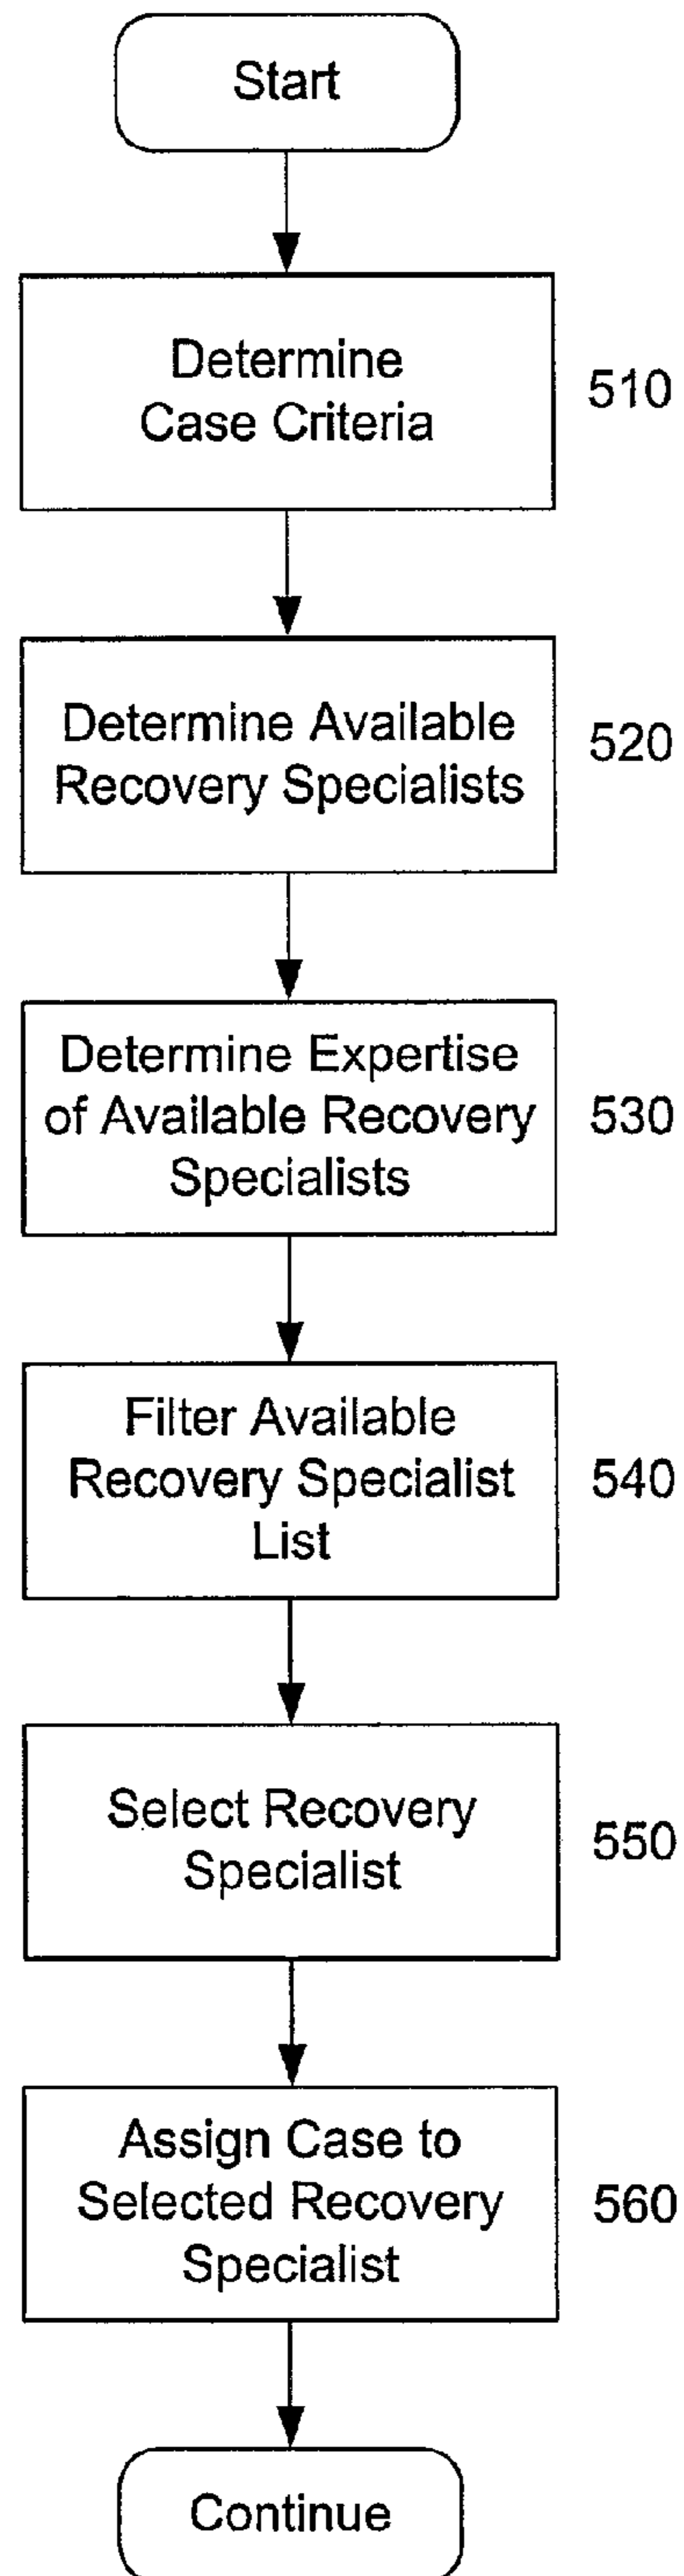 Start
Determine
Case Criteria
510
Determine Available
Recovery Specialists
520
Determine Expertise
of Available Recovery
Specialists
530
Filter Available
Recovery Specialist
List
540
Select Recovery
Specialist
550
Assign Case to
Selected Recovery
Specialist
560
Continue